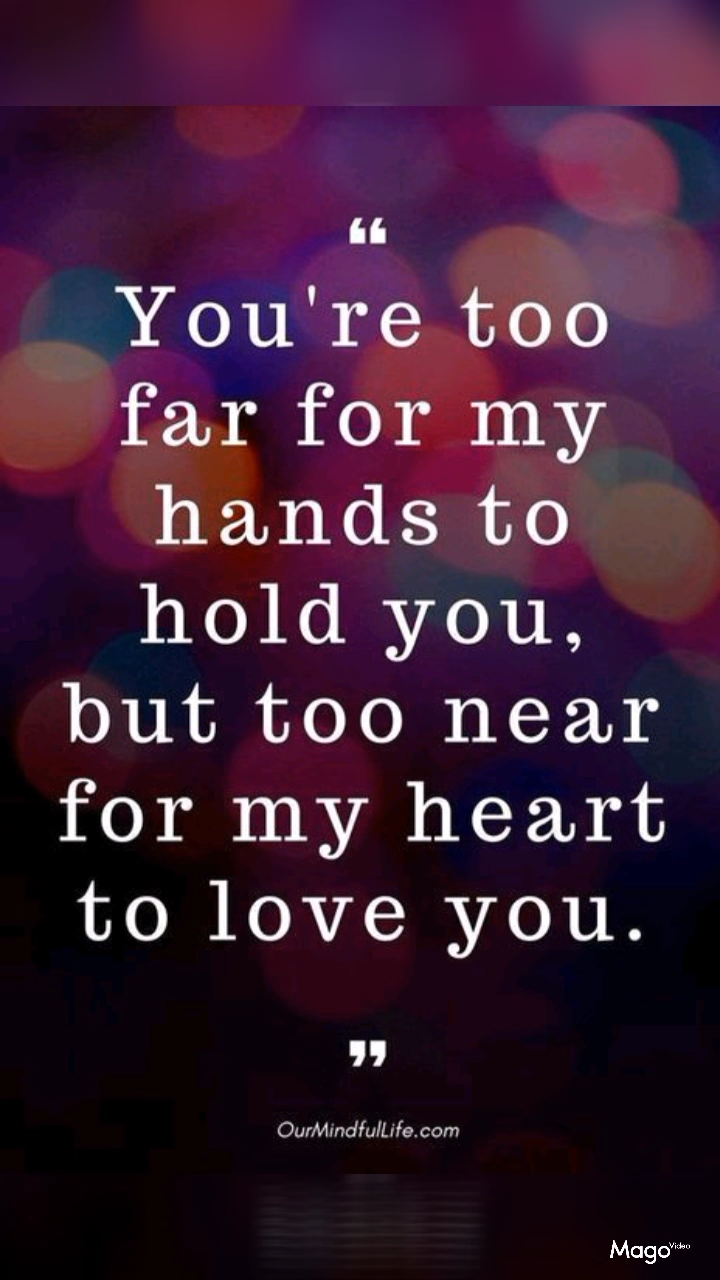 “
You're too
far for my
hands to
hold you,
but too near
for my heart
to love you.
”
OurMindfulLife.com
Mago Video